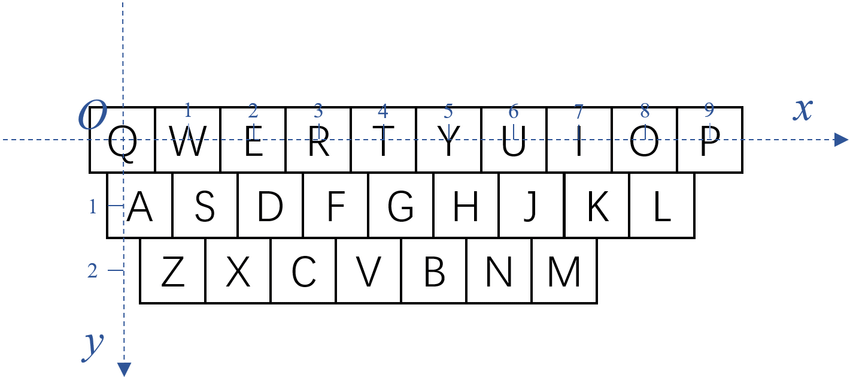 1 2 3 4 5 6 7 8 9
O x
Q W E R T Y U I O P
1 A S D F G H J K L
2 Z X C V B N M
y